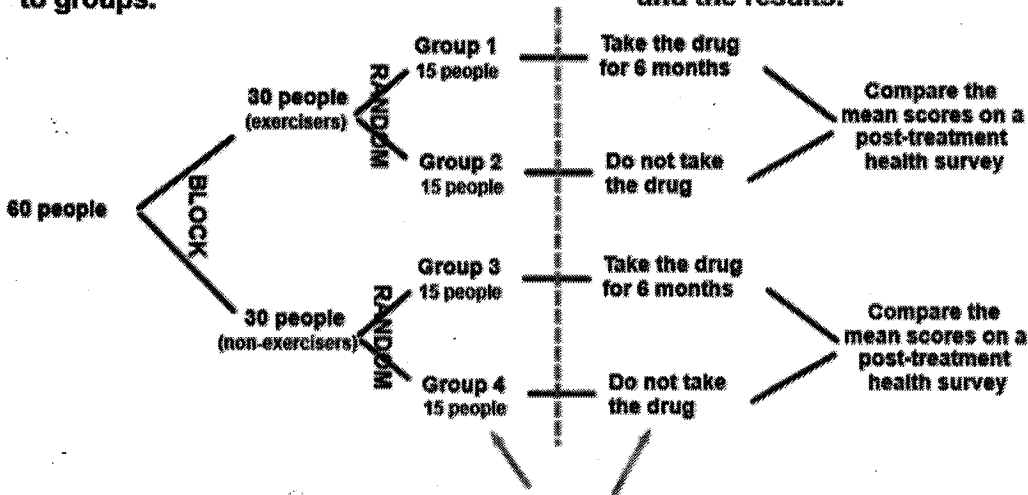 to groups.
and the results.
Group 1
15 people
Take the drug
for 6 months
30 people
(exercisers)
RANDOM
Compare the
mean scores on a
post-treatment
health survey
Group 2
15 people
Do not take
the drug
60 people
BLOCK
Group 3
15 people
Take the drug
for 6 months
30 people
(non-exercisers)
RANDOM
Compare the
mean scores on a
post-treatment
health survey
Group 4
15 people
Do not take
the drug